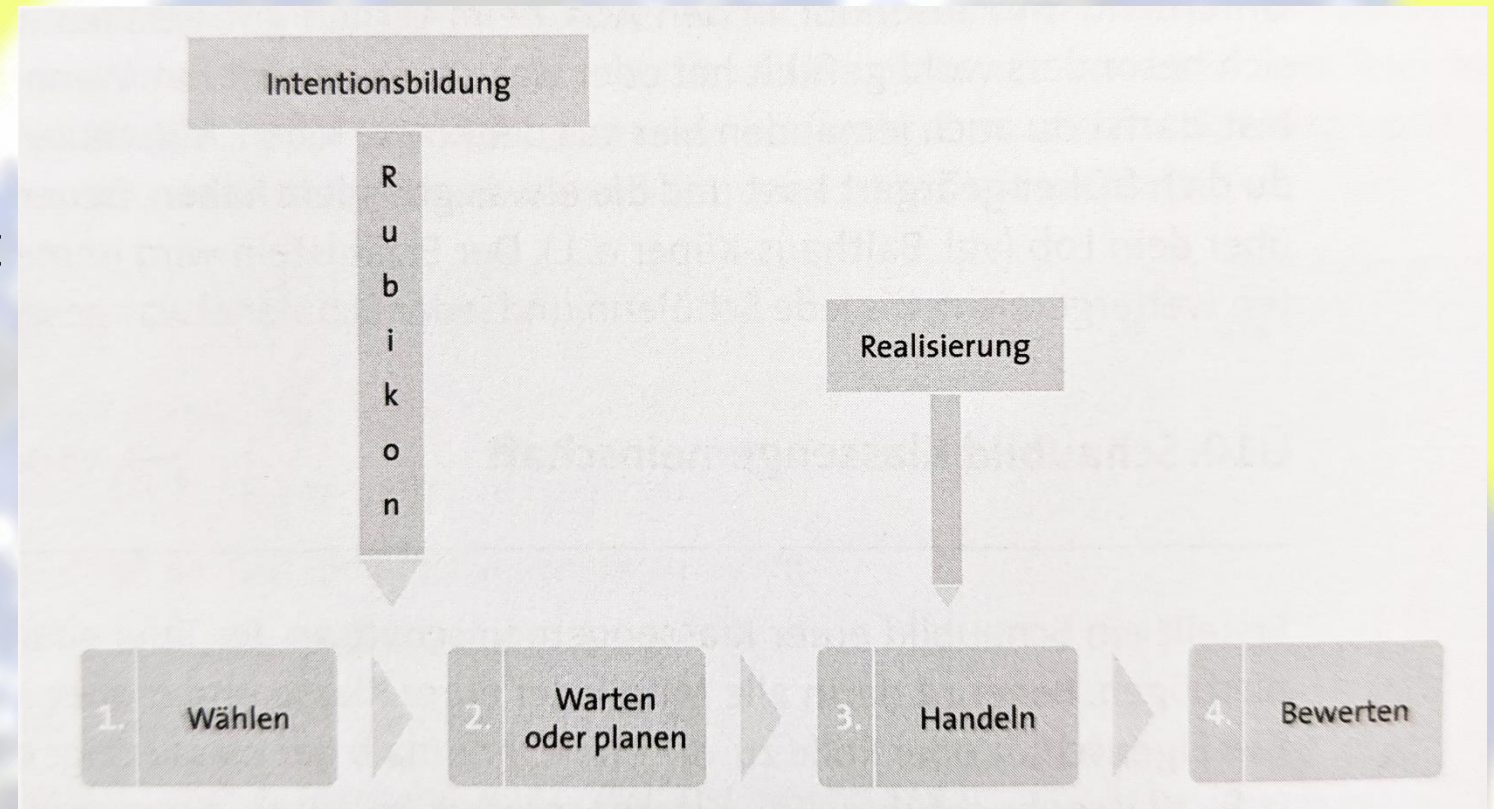 Intentionsbildung
R
u
b
i
k
o
n
Realisierung
1. Wählen
2. Warten
oder planen
3. Handeln
4. Bewerten